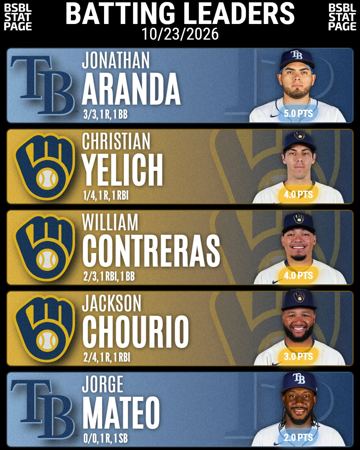 BSBL
STAT
PAGE
BATTING LEADERS
10/23/2026
BSBL
STAT
PAGE
TB
JONATHAN
ARANDA
3/3, 1 R, 1 BB
5.0 PTS
CHRISTIAN
YELICH
1/4, 1 R, 1 RBI
4.0 PTS
WILLIAM
CONTRERAS
2/3, 1 RBI, 1 BB
4.0 PTS
JACKSON
CHOURIO
2/4, 1 R, 1 RBI
3.0 PTS
TB
JORGE
MATEO
0/0, 1 R, 1 SB
2.0 PTS